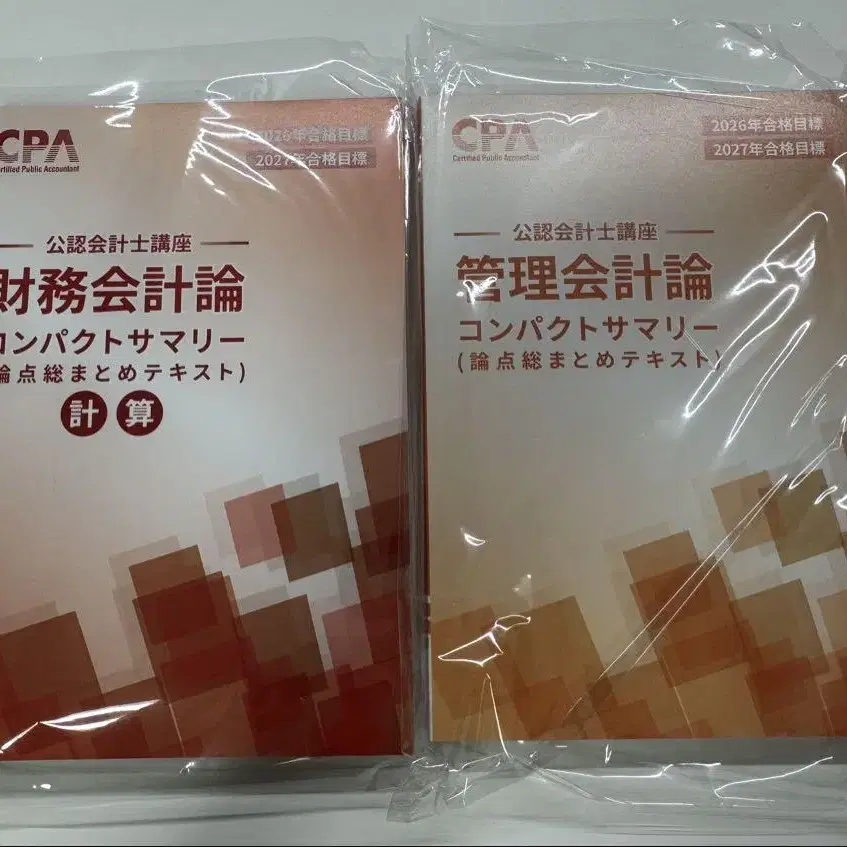 CPA
Certified Public Accountant
2026年合格目標
2027年合格目標
公認会計士講座
財務会計論
コンパクトサマリー
(論点総まとめテキスト)
計算
CPA
Certified Public Accountant
2026年合格目標
2027年合格目標
公認会計士講座
管理会計論
コンパクトサマリー
(論点総まとめテキスト)